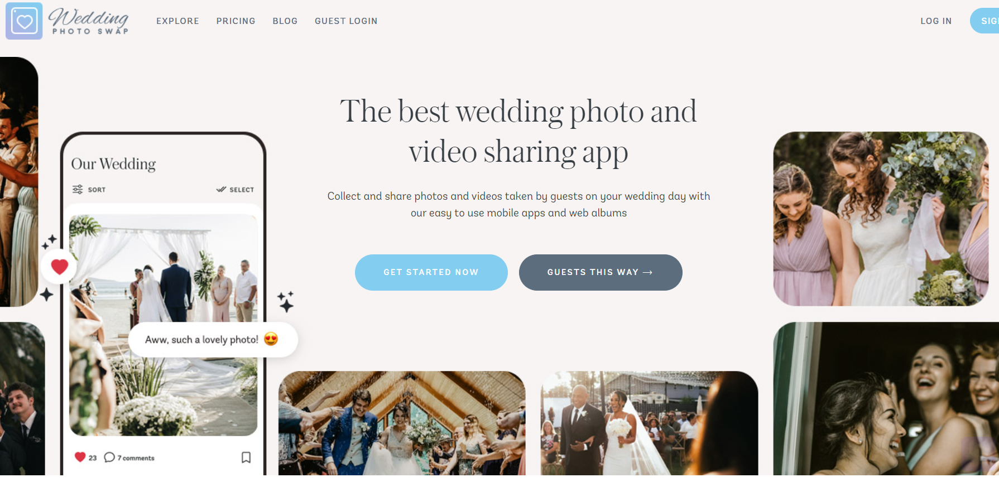 Wedding
PHOTO SWAP
EXPLORE
PRICING
BLOG
GUEST LOGIN
LOG IN
The best wedding photo and
video sharing app
Collect and share photos and videos taken by guests on your wedding day with
our easy to use mobile apps and web albums
GET STARTED NOW
GUESTS THIS WAY →
Our Wedding
SORT
SELECT
Aww, such a lovely photo! 😍
23
7 comments